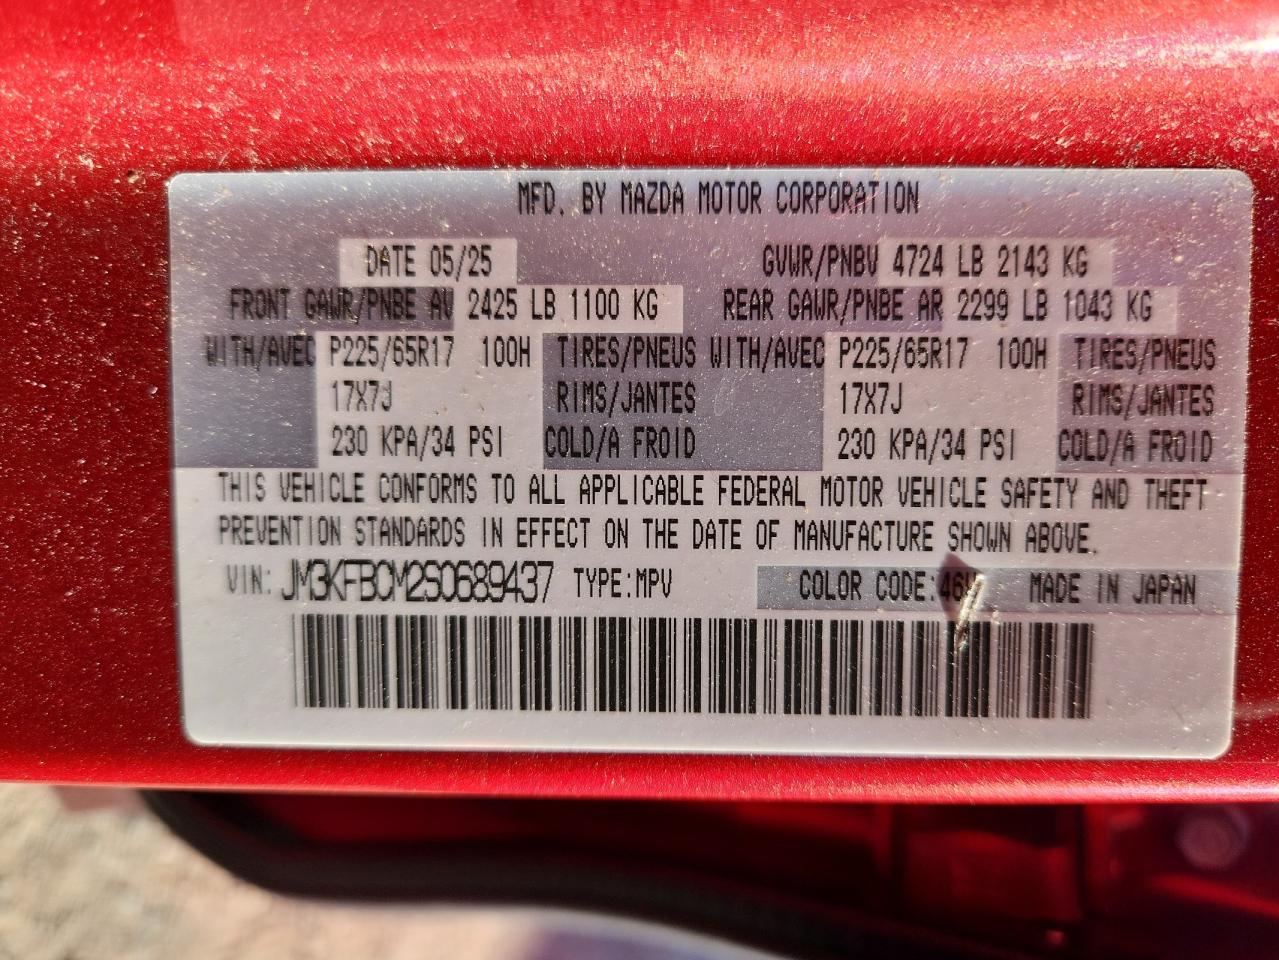 MFD. BY MAZDA MOTOR CORPORATION
DATE 05/25 GVWR/PNBV 4724 LB 2143 KG
FRONT GAWR/PNBE AV 2425 LB 1100 KG REAR GAWR/PNBE AR 2299 LB 1043 KG
WITH/AVEC P225/65R17 100H TIRES/PNEUS WITH/AVEC P225/65R17 100H TIRES/PNEUS
17X7J RIMS/JANTES 17X7J RIMS/JANTES
230 KPA/34 PSI COLD/A FROID 230 KPA/34 PSI COLD/A FROID
THIS VEHICLE CONFORMS TO ALL APPLICABLE FEDERAL MOTOR VEHICLE SAFETY AND THEFT
PREVENTION STANDARDS IN EFFECT ON THE DATE OF MANUFACTURE SHOWN ABOVE.
VIN: JM3KFBCM2S0689437 TYPE:MPV COLOR CODE: MADE IN JAPAN